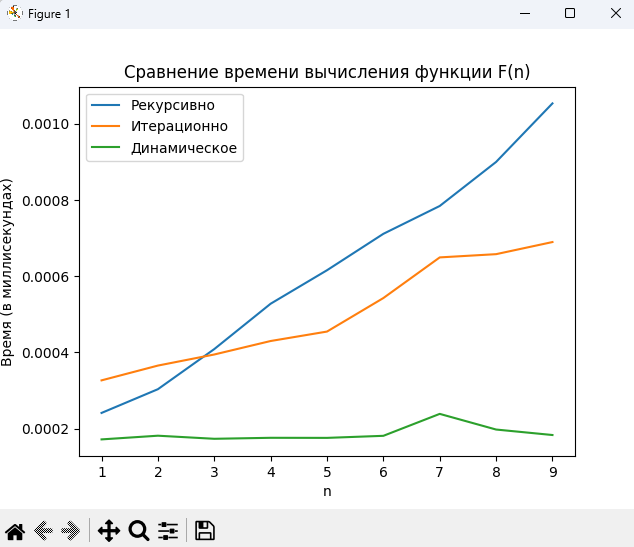 Figure 1
Сравнение времени вычисления функции F(n)
Рекурсивно
Итерационно
Динамическое
Время (в миллисекундах)
0.0010
0.0008
0.0006
0.0004
0.0002
1 2 3 4 5 6 7 8 9
n